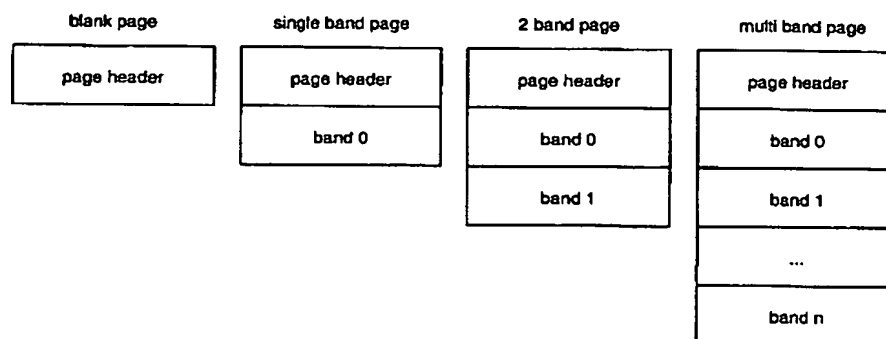 blank page
page header
single band page
page header
band 0
2 band page
page header
band 0
band 1
multi band page
page header
band 0
band 1
...
band n